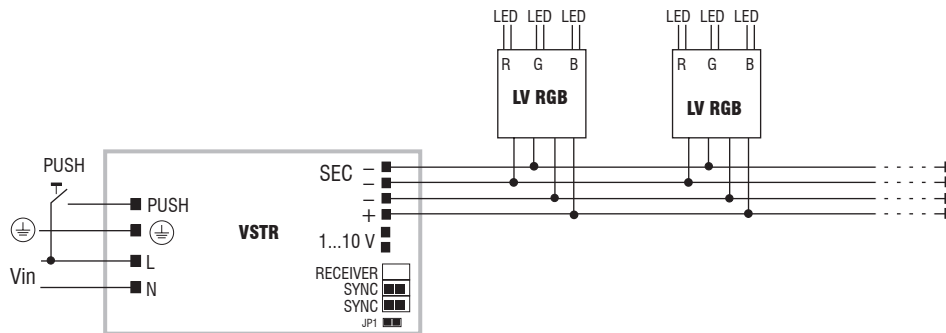 LED LED LED LED LED LED
R G B R G B
LV RGB LV RGB
PUSH
SEC –
–
PUSH –
VSTR +
1...10 V
L
Vin RECEIVER
N SYNC
SYNC
JP1